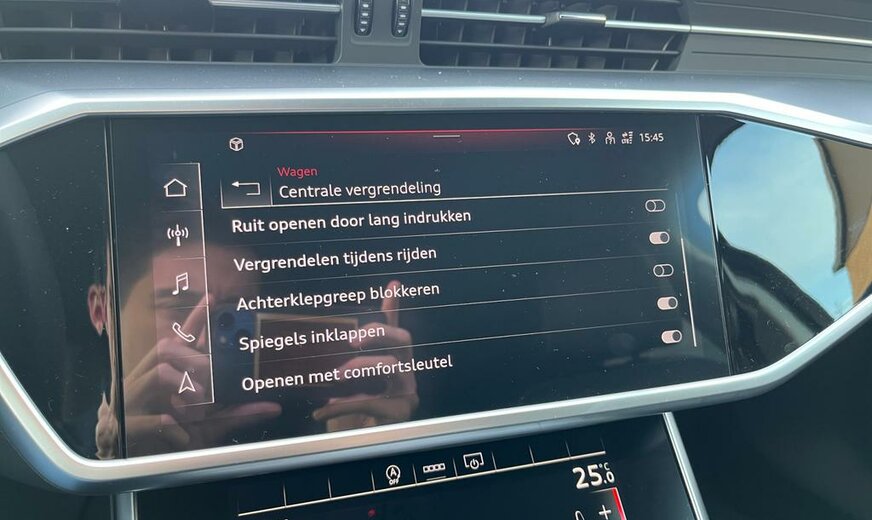 15:45
Wagen
Centrale vergrendeling
Ruit openen door lang indrukken
Vergrendelen tijdens rijden
Achterklepgreep blokkeren
Spiegels inklappen
Openen met comfortsleutel
A
OFF
25.0 °C
+